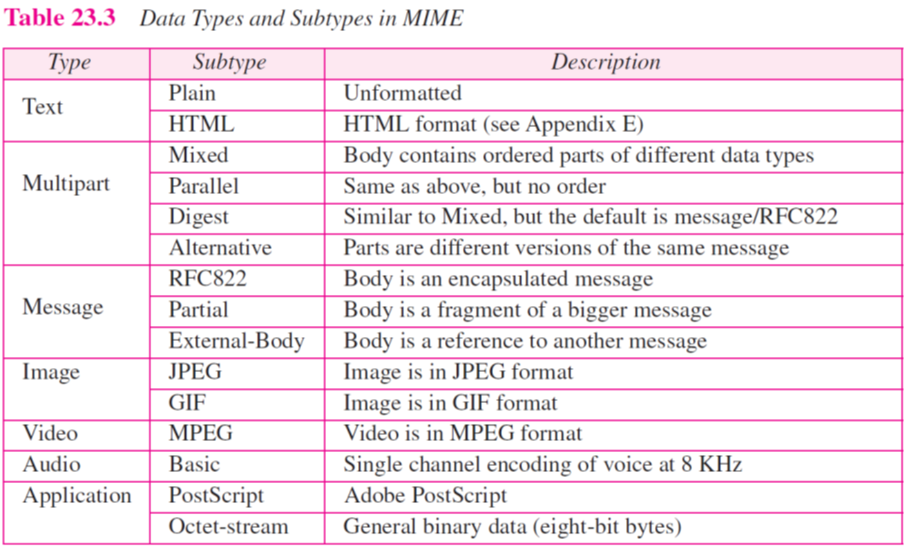 Table 23.3 Data Types and Subtypes in MIME
Type Subtype Description
Text Plain Unformatted
HTML HTML format (see Appendix E)
Multipart Mixed Body contains ordered parts of different data types
Parallel Same as above, but no order
Digest Similar to Mixed, but the default is message/RFC822
Alternative Parts are different versions of the same message
Message RFC822 Body is an encapsulated message
Partial Body is a fragment of a bigger message
External-Body Body is a reference to another message
Image JPEG Image is in JPEG format
GIF Image is in GIF format
Video MPEG Video is in MPEG format
Audio Basic Single channel encoding of voice at 8 KHz
Application PostScript Adobe PostScript
Octet-stream General binary data (eight-bit bytes)